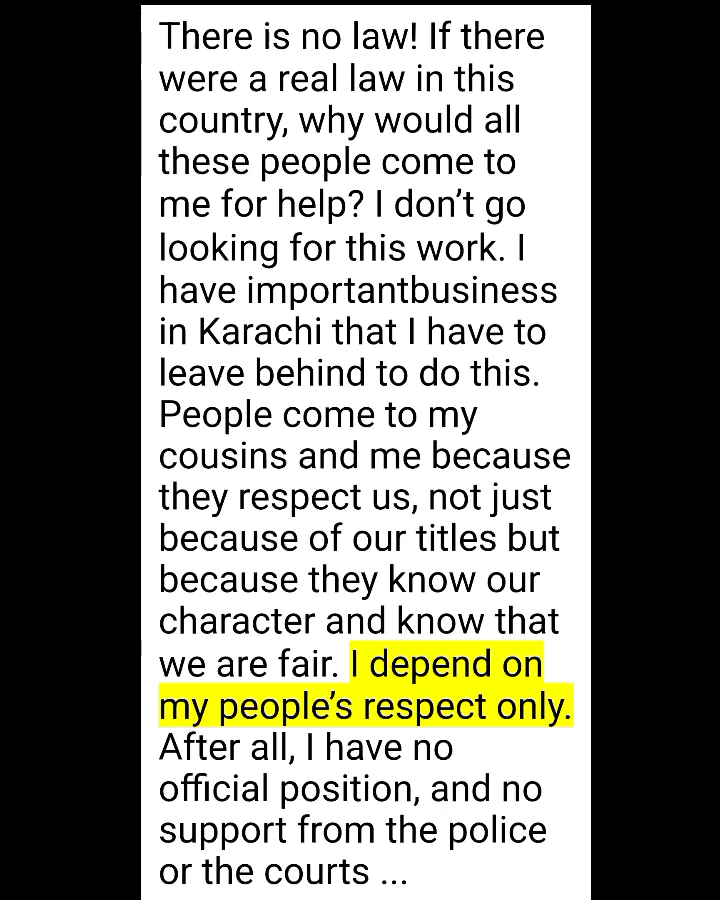 There is no law! If there
were a real law in this
country, why would all
these people come to
me for help? I don’t go
looking for this work. I
have importantbusiness
in Karachi that I have to
leave behind to do this.
People come to my
cousins and me because
they respect us, not just
because of our titles but
because they know our
character and know that
we are fair. I depend on
my people’s respect only.
After all, I have no
official position, and no
support from the police
or the courts ...